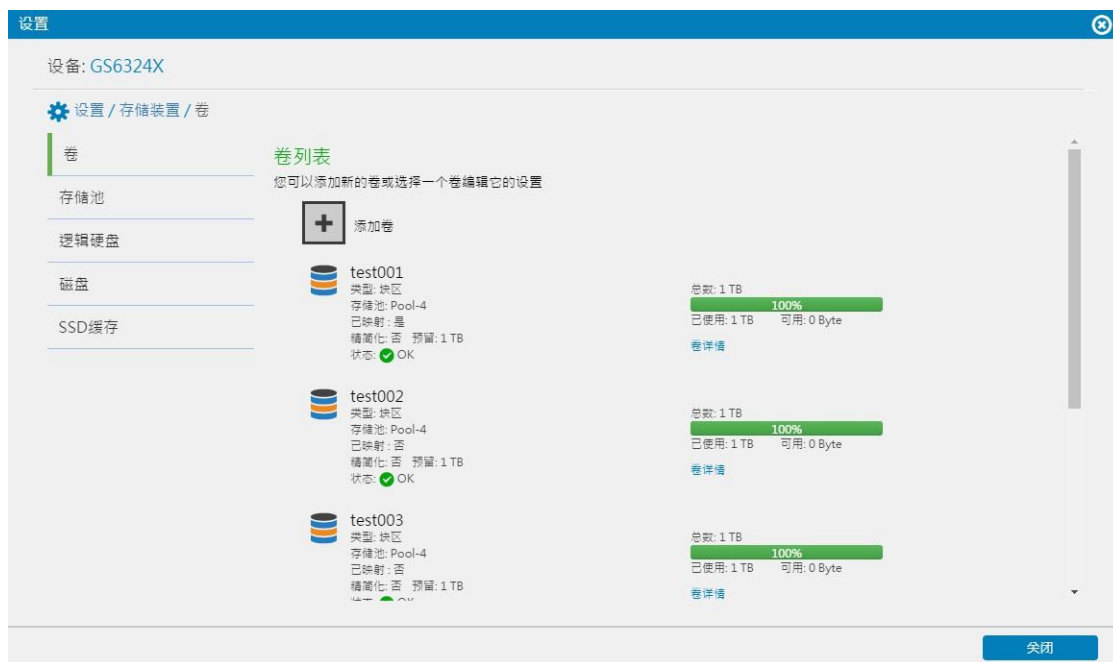 设置
设备: GS6324X
设置 / 存储装置 / 卷
卷
存储池
逻辑硬盘
磁盘
SSD缓存
卷列表
您可以添加新的卷或选择一个卷编辑它的设置
添加卷
test001
类型: 块区
存储池: Pool-4
已映射 : 是
精简化: 否 预留: 1 TB
状态: OK
总数: 1 TB
100%
已使用: 1 TB 可用: 0 Byte
卷详情
test002
类型: 块区
存储池: Pool-4
已映射 : 否
精简化: 否 预留: 1 TB
状态: OK
总数: 1 TB
100%
已使用: 1 TB 可用: 0 Byte
卷详情
test003
类型: 块区
存储池: Pool-4
已映射 : 否
精简化: 否 预留: 1 TB
总数: 1 TB
100%
已使用: 1 TB 可用: 0 Byte
卷详情
关闭